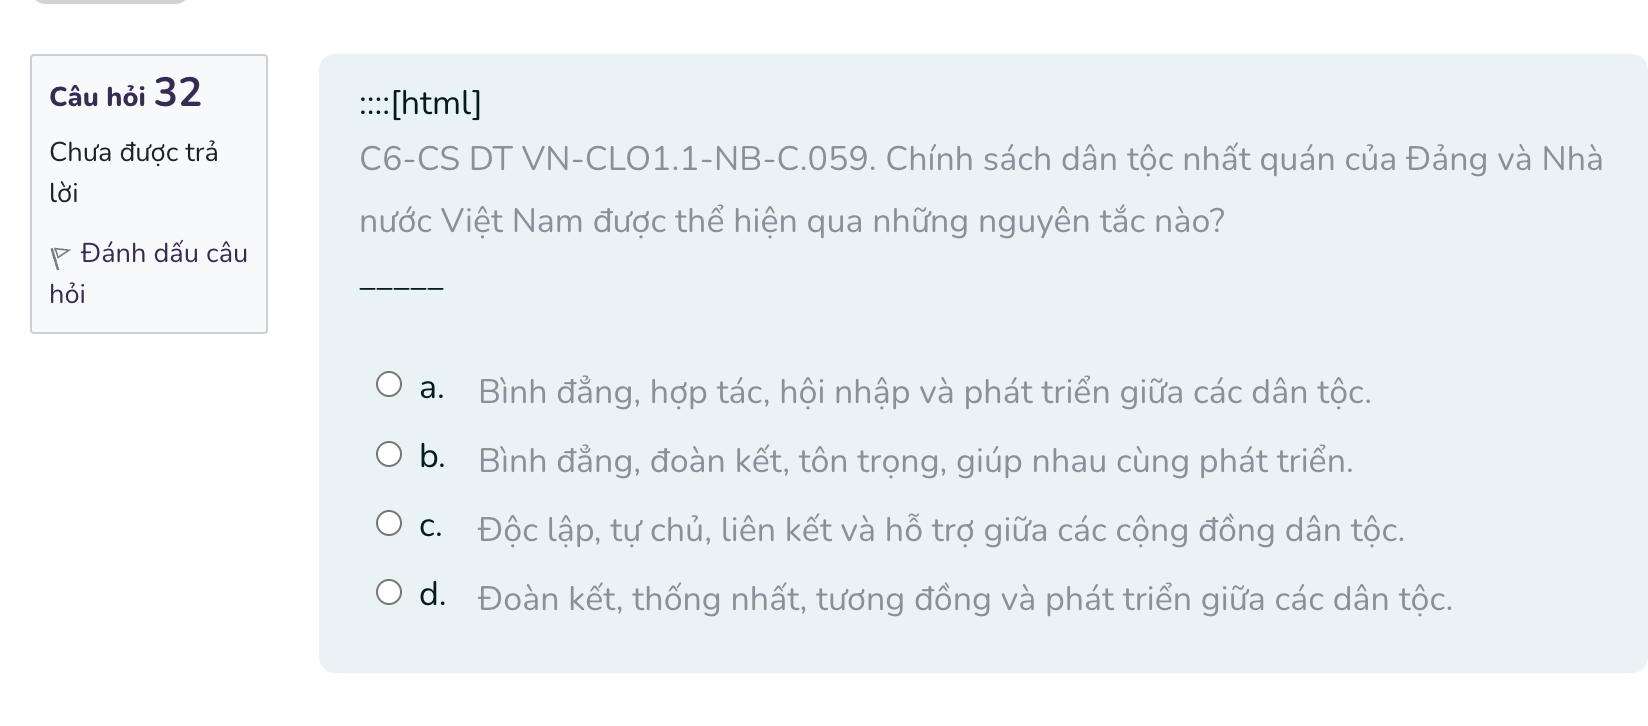 Câu hỏi 32
Chưa được trả
lời
Đánh dấu câu
hỏi
::::[html]
C6-CS DT VN-CLO1.1-NB-C.059. Chính sách dân tộc nhất quán của Đảng và Nhà
nước Việt Nam được thể hiện qua những nguyên tắc nào?
_____
a. Bình đẳng, hợp tác, hội nhập và phát triển giữa các dân tộc.
b. Bình đẳng, đoàn kết, tôn trọng, giúp nhau cùng phát triển.
c. Độc lập, tự chủ, liên kết và hỗ trợ giữa các cộng đồng dân tộc.
d. Đoàn kết, thống nhất, tương đồng và phát triển giữa các dân tộc.